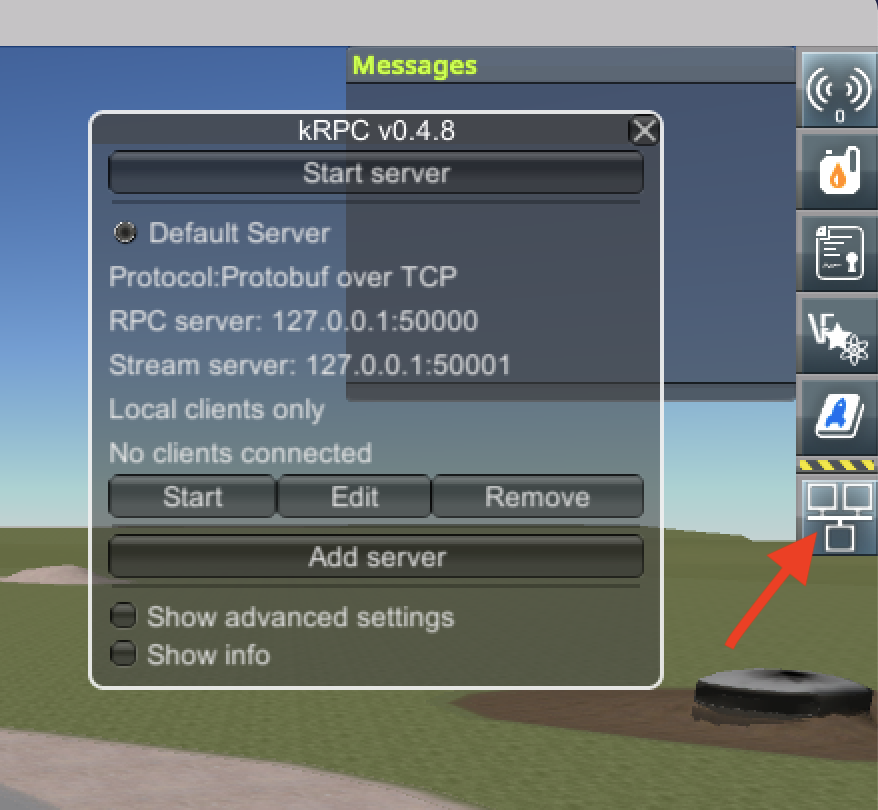 Messages
0
kRPC v0.4.8
Start server
Default Server
Protocol:Protobuf over TCP
RPC server: 127.0.0.1:50000
Stream server: 127.0.0.1:50001
Local clients only
No clients connected
Start Edit Remove
Add server
Show advanced settings
Show info